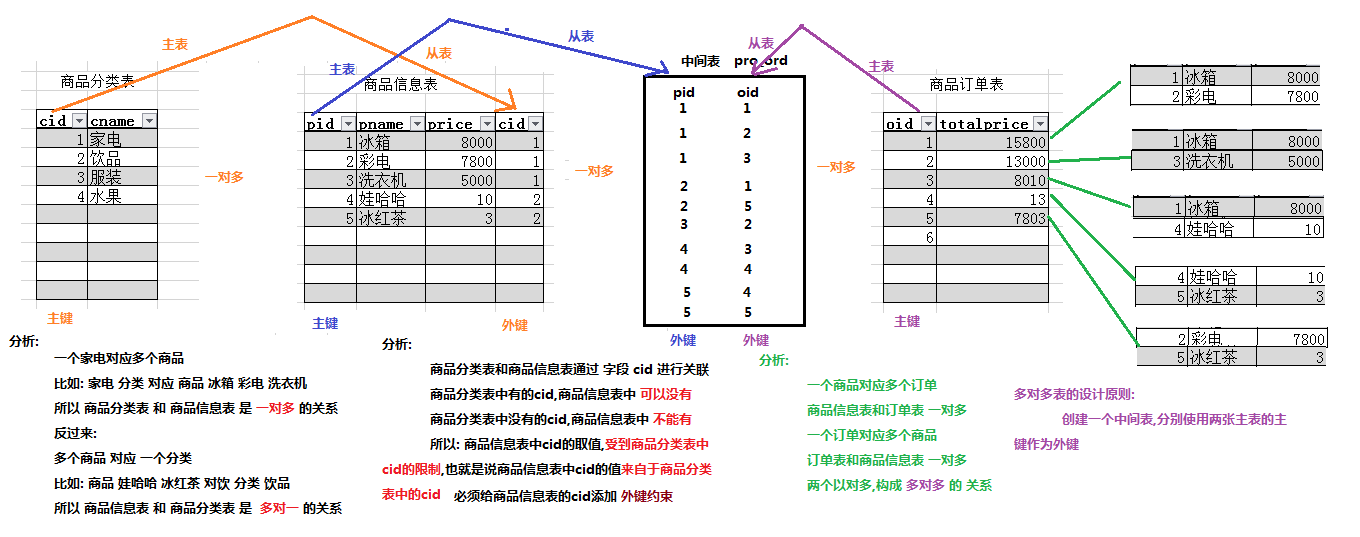 主表
从表
商品分类表
cid cname
1 家电
2 饮品
3 服装
4 水果
主键
一对多
主表
从表
商品信息表
pid pname price cid
1 冰箱 8000 1
2 彩电 7800 1
3 洗衣机 5000 1
4 娃哈哈 10 2
5 冰红茶 3 2
主键
外键
一对多
中间表 pro_ord
pid oid
1 1
1 2
1 3
2 1
2 5
3 2
4 3
4 4
5 4
5 5
外键 外键
一对多
从表
主表
商品订单表
oid totalprice
1 15800
2 13000
3 8010
4 13
5 7803
6
主键
1 冰箱 8000
2 彩电 7800
1 冰箱 8000
3 洗衣机 5000
1 冰箱 8000
4 娃哈哈 10
4 娃哈哈 10
5 冰红茶 3
2 彩电 7800
5 冰红茶 3
分析:
一个家电对应多个商品
比如: 家电 分类 对应 商品 冰箱 彩电 洗衣机
所以 商品分类表 和 商品信息表 是 一对多 的关系
反过来:
多个商品 对应 一个分类
比如: 商品 娃哈哈 冰红茶 对饮 分类 饮品
所以 商品信息表 和 商品分类表 是 多对一 的关系
分析:
商品分类表和商品信息表通过 字段 cid 进行关联
商品分类表中有的cid,商品信息表中 可以没有
商品分类表中没有的cid,商品信息表中 不能有
所以: 商品信息表中cid的取值,受到商品分类表中
cid的限制,也就是说商品信息表中cid的值来自于商品分类
表中的cid 必须给商品信息表的cid添加 外键约束
分析:
一个商品对应多个订单
商品信息表和订单表 一对多
一个订单对应多个商品
订单表和商品信息表 一对多
两个以对多,构成 多对多 的 关系
多对多表的设计原则:
创建一个中间表,分别使用两张主表的主
键作为外键